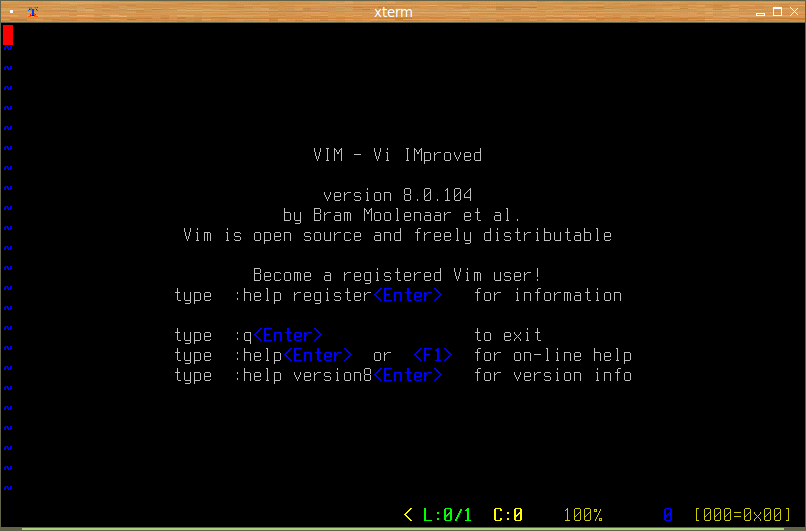 xterm
~
~
~
~
~
~
VIM - Vi IMproved
~
~
version 8.0.104
~
by Bram Moolenaar et al.
~
Vim is open source and freely distributable
~
~
Become a registered Vim user!
~
type :help register<Enter> for information
~
~
type :q<Enter> to exit
~
type :help<Enter> or <F1> for on-line help
~
type :help version8<Enter> for version info
~
~
~
~
~
~
< L:0/1 C:0 100% 0 [000=0x00]